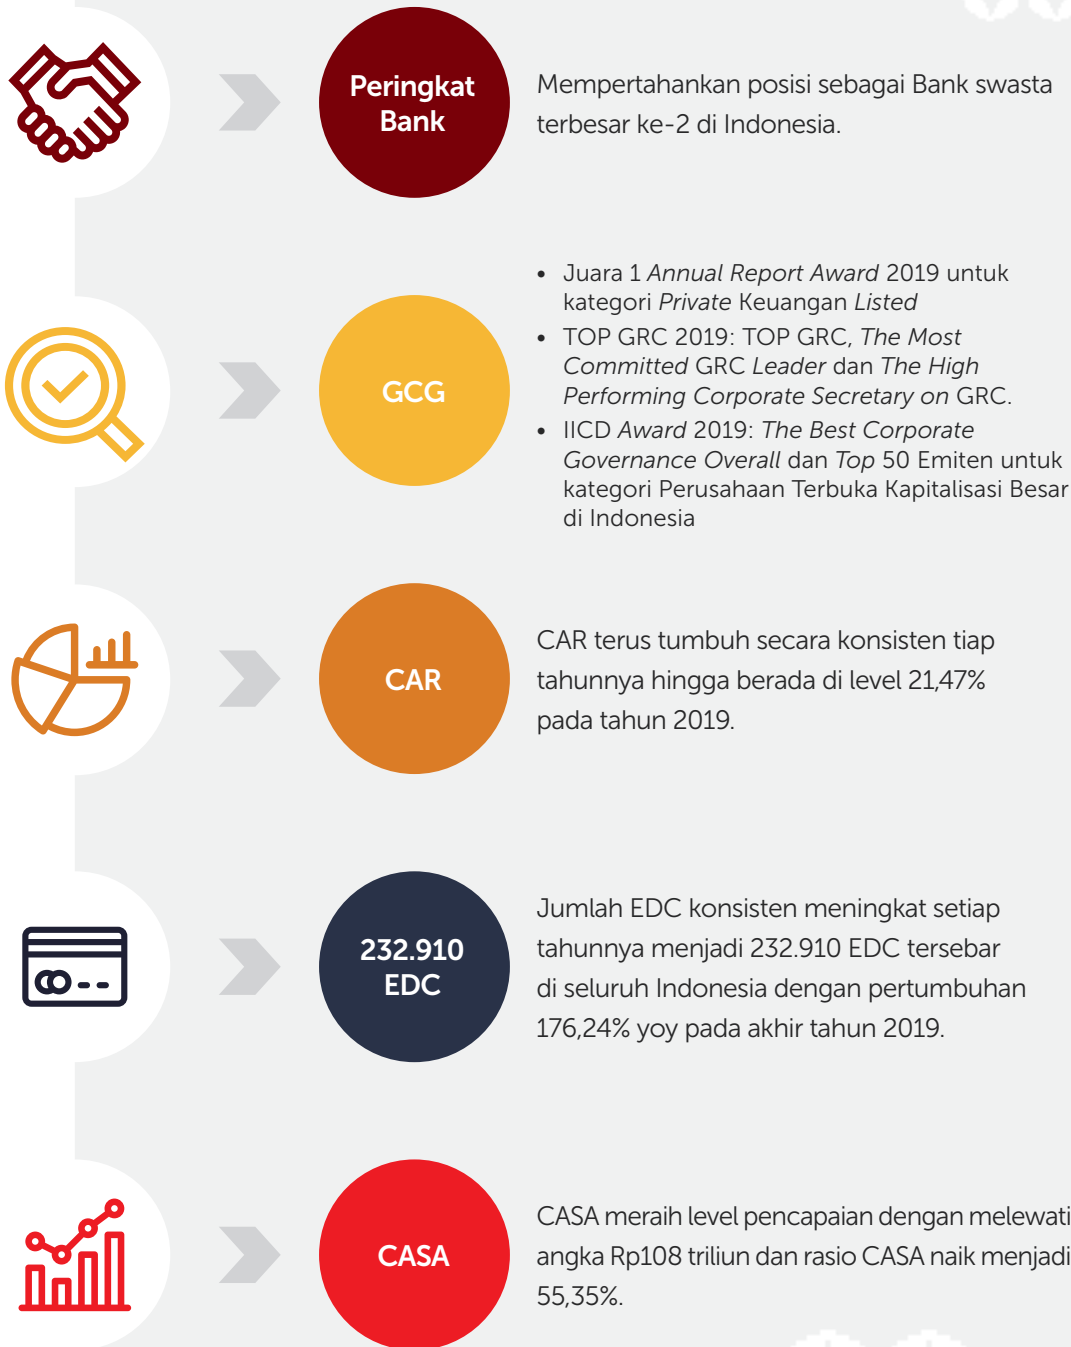 Peringkat
Bank
Mempertahankan posisi sebagai Bank swasta
terbesar ke-2 di Indonesia.
GCG
• Juara 1 Annual Report Award 2019 untuk
kategori Private Keuangan Listed
• TOP GRC 2019: TOP GRC, The Most
Committed GRC Leader dan The High
Performing Corporate Secretary on GRC.
• IICD Award 2019: The Best Corporate
Governance Overall dan Top 50 Emiten untuk
kategori Perusahaan Terbuka Kapitalisasi Besar
di Indonesia
CAR
CAR terus tumbuh secara konsisten tiap
tahunnya hingga berada di level 21,47%
pada tahun 2019.
232.910
EDC
Jumlah EDC konsisten meningkat setiap
tahunnya menjadi 232.910 EDC tersebar
di seluruh Indonesia dengan pertumbuhan
176,24% yoy pada akhir tahun 2019.
CASA
CASA meraih level pencapaian dengan melewati
angka Rp108 triliun dan rasio CASA naik menjadi
55,35%.